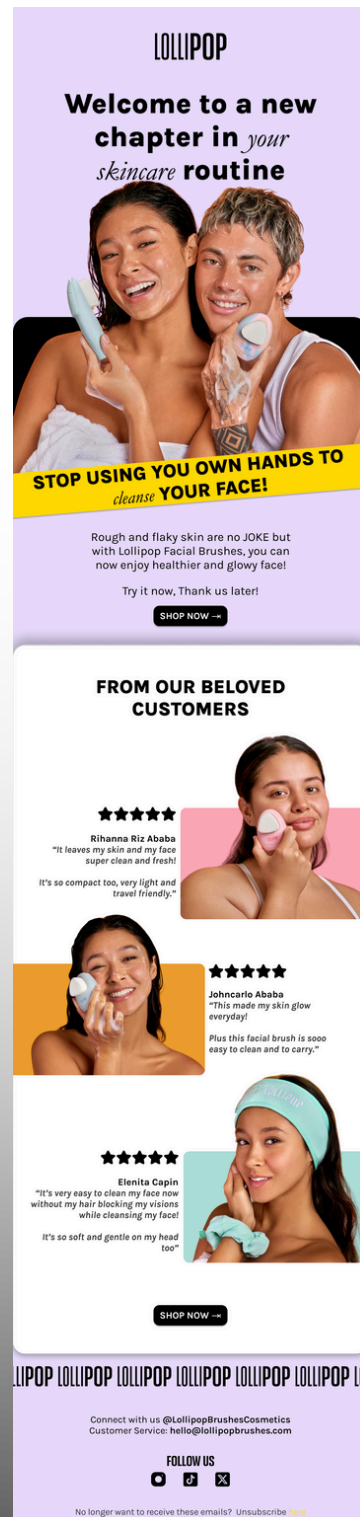 LOLLIPOP
Welcome to a new
chapter in your
skincare routine
STOP USING YOU OWN HANDS TO
cleanse YOUR FACE!
Rough and flaky skin are no JOKE but
with Lollipop Facial Brushes, you can
now enjoy healthier and glowy face!
Try it now, Thank us later!
SHOP NOW →
FROM OUR BELOVED
CUSTOMERS
Rihanna Riz Ababa
“It leaves my skin and my face
super clean and fresh!
It's so compact too, very light and
travel friendly.”
Johncarlo Ababa
“This made my skin glow
everyday!
Plus this facial brush is sooo
easy to clean and to carry.”
Elenita Capin
“It's very easy to clean my face now
without my hair blocking my visions
while cleansing my face!
It's so soft and gentle on my head
too”
SHOP NOW →
LLIPOP LOLLIPOP LOLLIPOP LOLLIPOP LOLLIPOP LOLLIPOP L
Connect with us @LollipopBrushesCosmetics
Customer Service: hello@lollipopbrushes.com
FOLLOW US
No longer want to receive these emails? Unsubscribe here